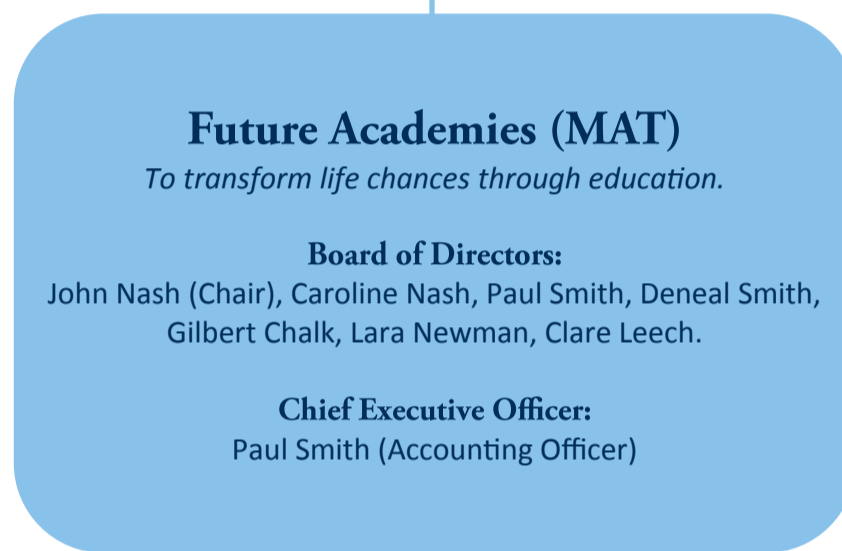 Future Academies (MAT)
To transform life chances through education.
Board of Directors:
John Nash (Chair), Caroline Nash, Paul Smith, Deneal Smith,
Gilbert Chalk, Lara Newman, Clare Leech.
Chief Executive Officer:
Paul Smith (Accounting Officer)